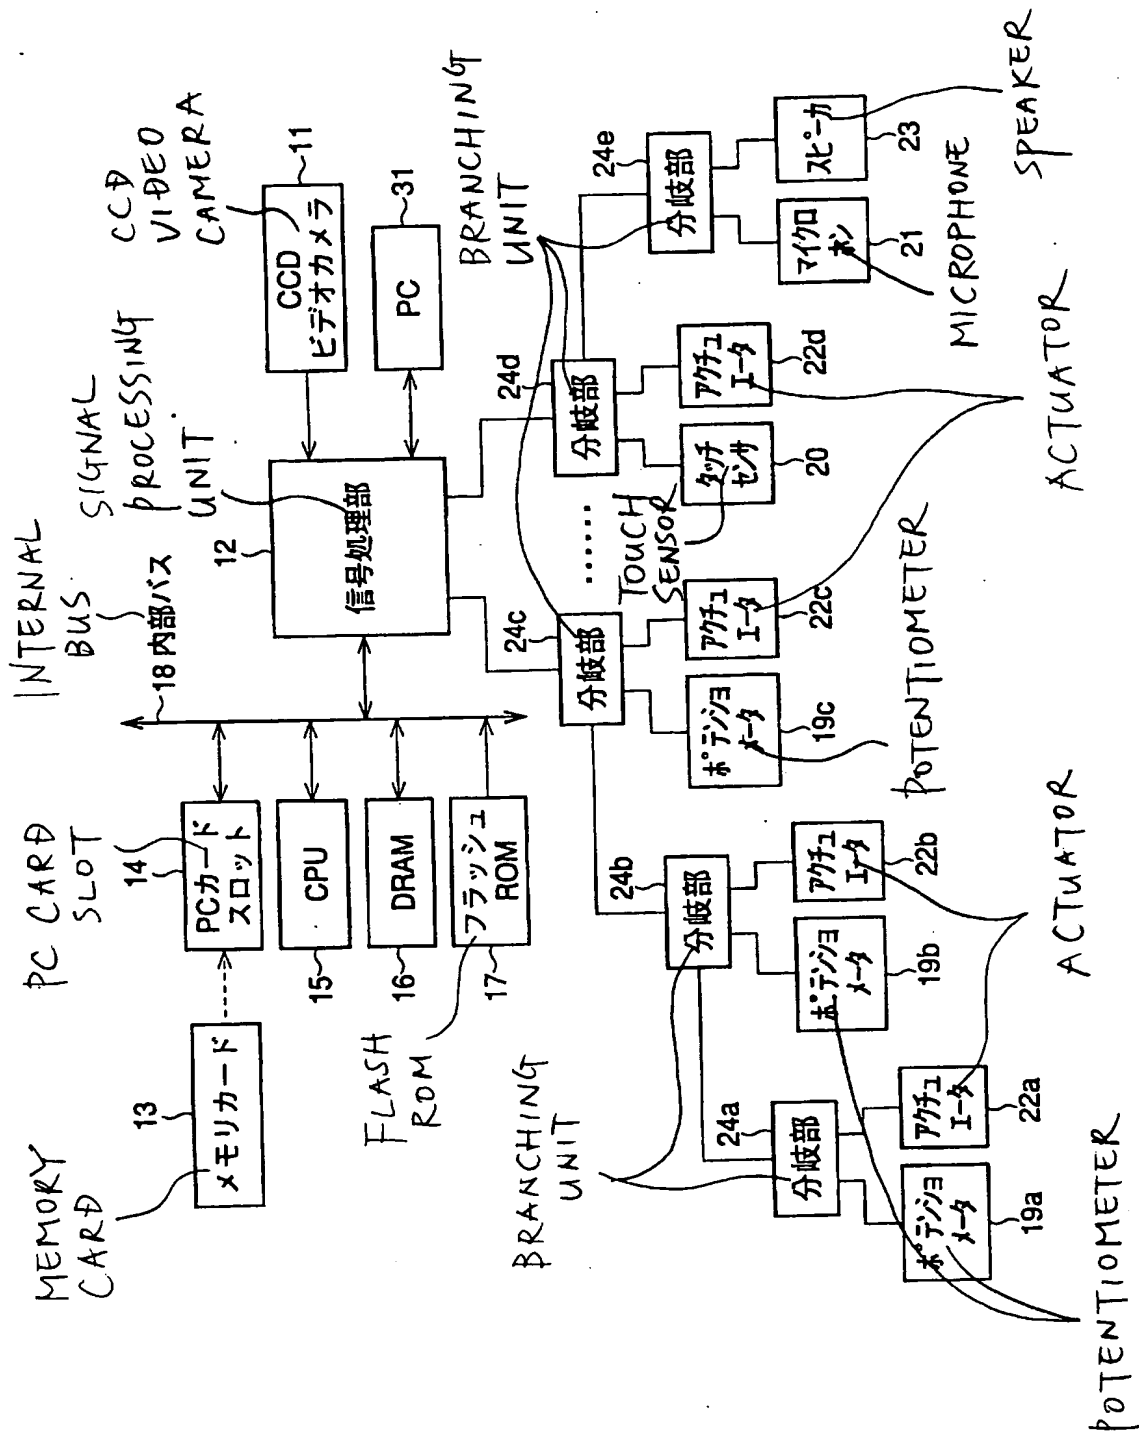 MEMORY
CARD
13
メモリカード
PC CARD
SLOT
14
PCカード
スロット
15
CPU
16
DRAM
17
フラッシュ
ROM
FLASH
ROM
INTERNAL
BUS
18 内部バス
SIGNAL
PROCESSING
UNIT
12
信号処理部
CCD
VIDEO
CAMERA
11
CCD
ビデオカメラ
31
PC
BRANCHING
UNIT
24a
分岐部
24b
分岐部
24c
分岐部
......
24d
分岐部
24e
分岐部
BRANCHING
UNIT
ポテンショ
メータ
19a
アクチュ
エータ
22a
ポテンショ
メータ
19b
アクチュ
エータ
22b
ポテンショ
メータ
19c
アクチュ
エータ
22c
TOUCH
SENSOR
タッチ
センサ
20
アクチュ
エータ
22d
マイクロ
ホン
21
スピーカ
23
POTENTIOMETER
ACTUATOR
POTENTIOMETER
ACTUATOR
MICROPHONE
SPEAKER